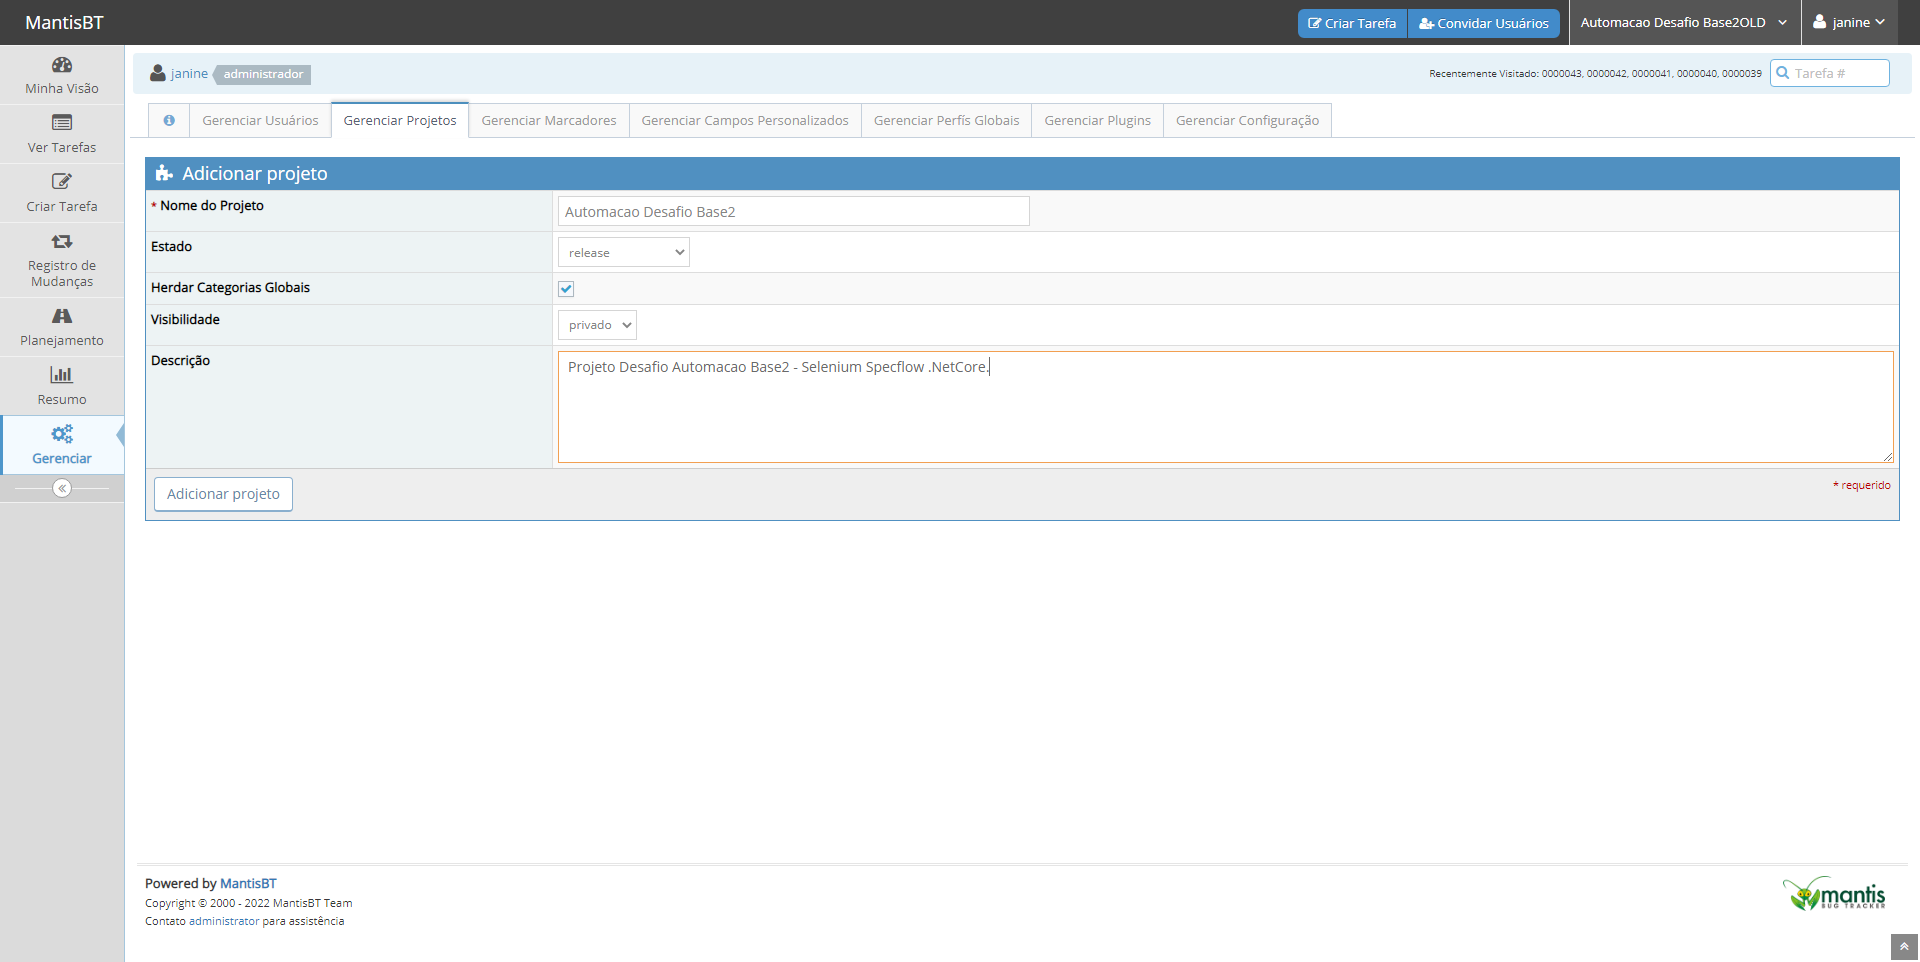 MantisBT
Criar Tarefa
Convidar Usuários
Automacao Desafio Base2OLD
janine
Minha Visão
Ver Tarefas
Criar Tarefa
Registro de
Mudanças
Planejamento
Resumo
Gerenciar
janine administrador
Recentemente Visitado: 0000043, 0000042, 0000041, 0000040, 0000039
Tarefa #
Gerenciar Usuários
Gerenciar Projetos
Gerenciar Marcadores
Gerenciar Campos Personalizados
Gerenciar Perfís Globais
Gerenciar Plugins
Gerenciar Configuração
Adicionar projeto
* Nome do Projeto
Automacao Desafio Base2
Estado
release
Herdar Categorias Globais
Visibilidade
privado
Descrição
Projeto Desafio Automacao Base2 - Selenium Specflow .NetCore.
Adicionar projeto
* requerido
Powered by MantisBT
Copyright © 2000 - 2022 MantisBT Team
Contato administrator para assistência
mantis
BUG TRACKER